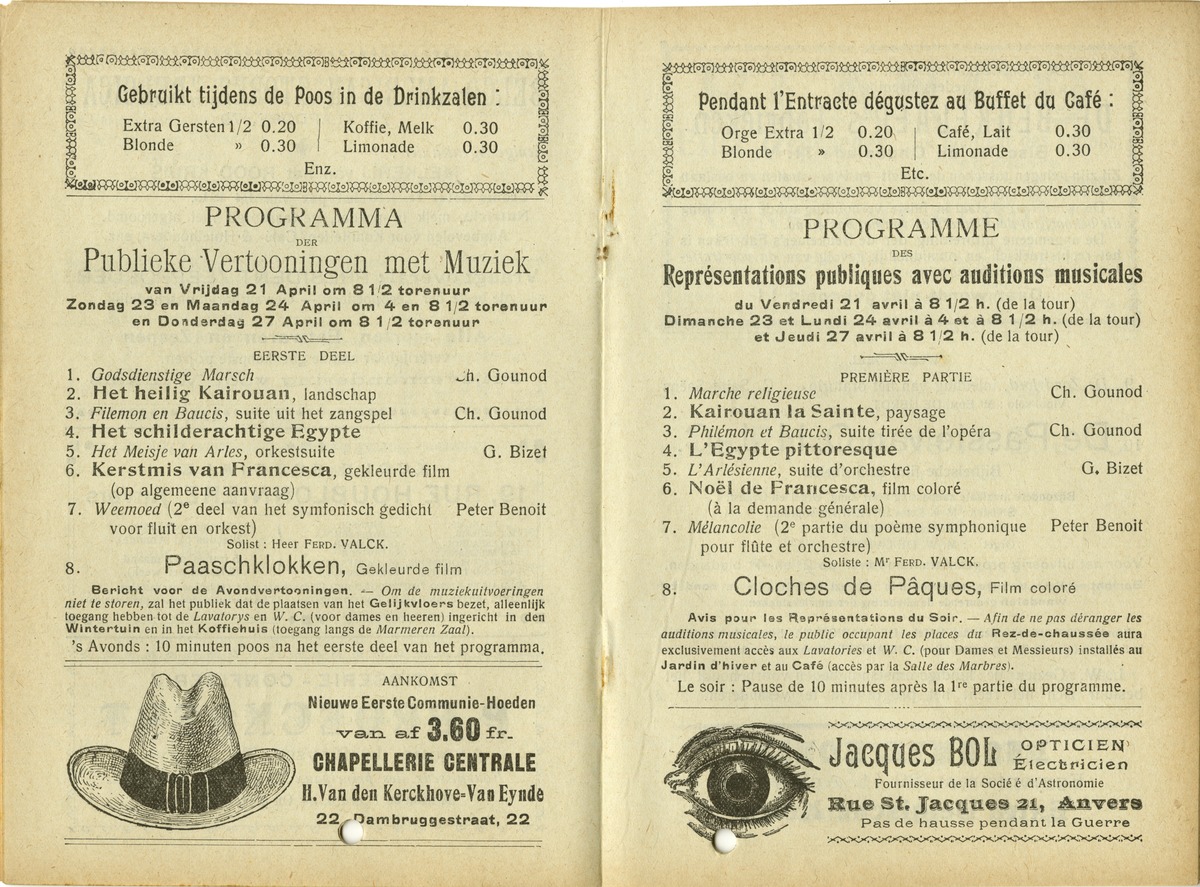 Gebruikt tijdens de Poos in de Drinkzalen :
Extra Gersten 1/2 0.20 | Koffie, Melk 0.30
Blonde » 0.30 | Limonade 0.30
Enz.
PROGRAMMA
DER
Publieke Vertooningen met Muziek
van Vrijdag 21 April om 8 1/2 torenuur
Zondag 23 en Maandag 24 April om 4 en 8 1/2 torenuur
en Donderdag 27 April om 8 1/2 torenuur
EERSTE DEEL
1. Godsdienstige Marsch Ch. Gounod
2. Het heilig Kairouan, landschap
3. Filemon en Baucis, suite uit het zangspel Ch. Gounod
4. Het schilderachtige Egypte
5. Het Meisje van Arles, orkestsuite G. Bizet
6. Kerstmis van Francesca, gekleurde film
(op algemeene aanvraag)
7. Weemoed (2e deel van het symfonisch gedicht Peter Benoit
voor fluit en orkest)
Solist : Heer FERD. VALCK.
8. Paaschklokken, Gekleurde film
Bericht voor de Avondvertooningen. — Om de muziekuitvoeringen
niet te storen, zal het publiek dat de plaatsen van het Gelijkvloers bezet, alleenlijk
toegang hebben tot de Lavatorys en W. C. (voor dames en heeren) ingericht in den
Wintertuin en in het Koffiehuis (toegang langs de Marmeren Zaal).
's Avonds : 10 minuten poos na het eerste deel van het programma.
AANKOMST
Nieuwe Eerste Communie-Hoeden
van af 3.60 fr.
CHAPELLERIE CENTRALE
H. Van den Kerckhove-Van Eynde
22 Dambruggestraat, 22
Pendant l'Entracte dégustez au Buffet du Café :
Orge Extra 1/2 0.20 | Café, Lait 0.30
Blonde » 0.30 | Limonade 0.30
Etc.
PROGRAMME
DES
Représentations publiques avec auditions musicales
du Vendredi 21 avril à 8 1/2 h. (de la tour)
Dimanche 23 et Lundi 24 avril à 4 et à 8 1/2 h. (de la tour)
et Jeudi 27 avril à 8 1/2 h. (de la tour)
PREMIÈRE PARTIE
1. Marche religieuse Ch. Gounod
2. Kairouan la Sainte, paysage
3. Philémon et Baucis, suite tirée de l'opéra Ch. Gounod
4. L'Egypte pittoresque
5. L'Arlésienne, suite d'orchestre G. Bizet
6. Noël de Francesca, film coloré
(à la demande générale)
7. Mélancolie (2e partie du poème symphonique Peter Benoit
pour flûte et orchestre)
Soliste : Mr FERD. VALCK.
8. Cloches de Pâques, Film coloré
Avis pour les Représentations du Soir. — Afin de ne pas déranger les
auditions musicales, le public occupant les places du Rez-de-chaussée aura
exclusivement accès aux Lavatories et W. C. (pour Dames et Messieurs) installés au
Jardin d'hiver et au Café (accès par la Salle des Marbres).
Le soir : Pause de 10 minutes après la 1re partie du programme.
Jacques BOL OPTICIEN
Électricien
Fournisseur de la Socié é d'Astronomie
Rue St. Jacques 21, Anvers
Pas de hausse pendant la Guerre